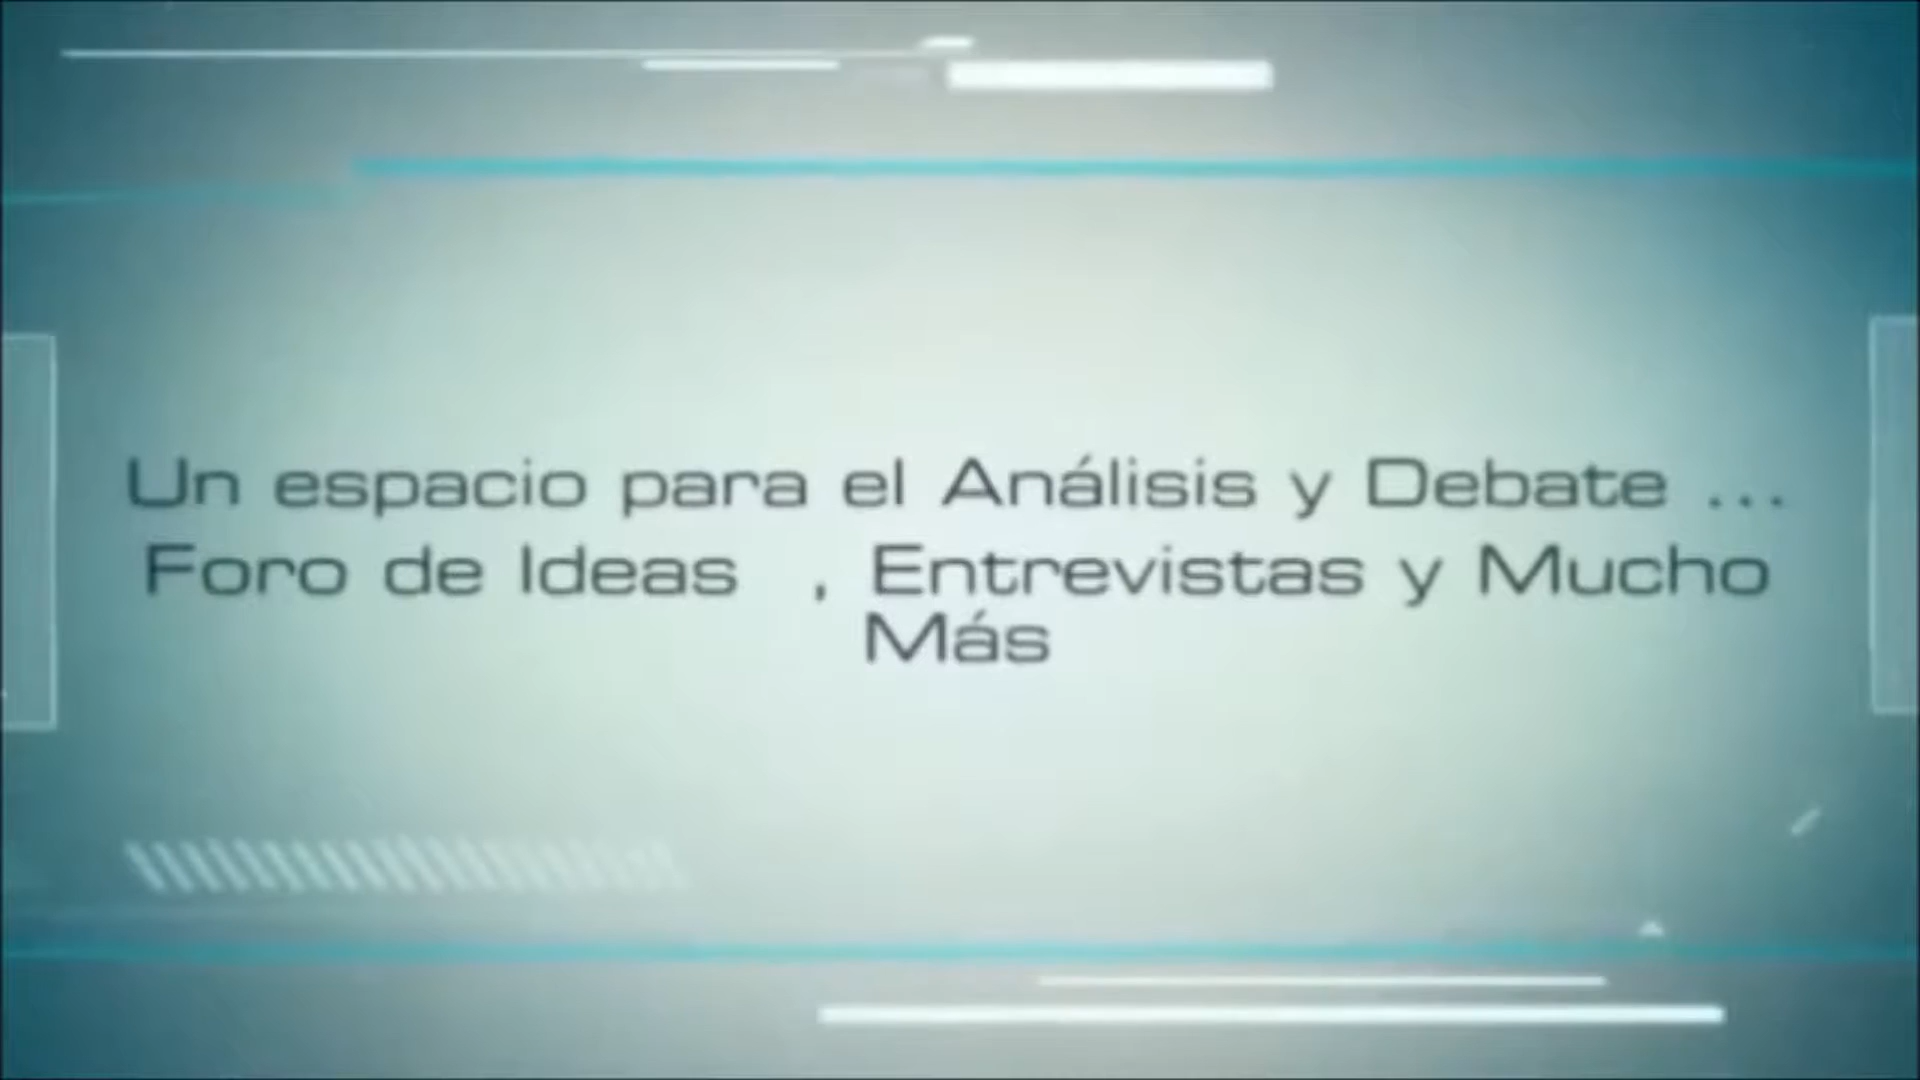 Un espacio para el Análisis y Debate ...
Foro de Ideas , Entrevistas y Mucho
Más